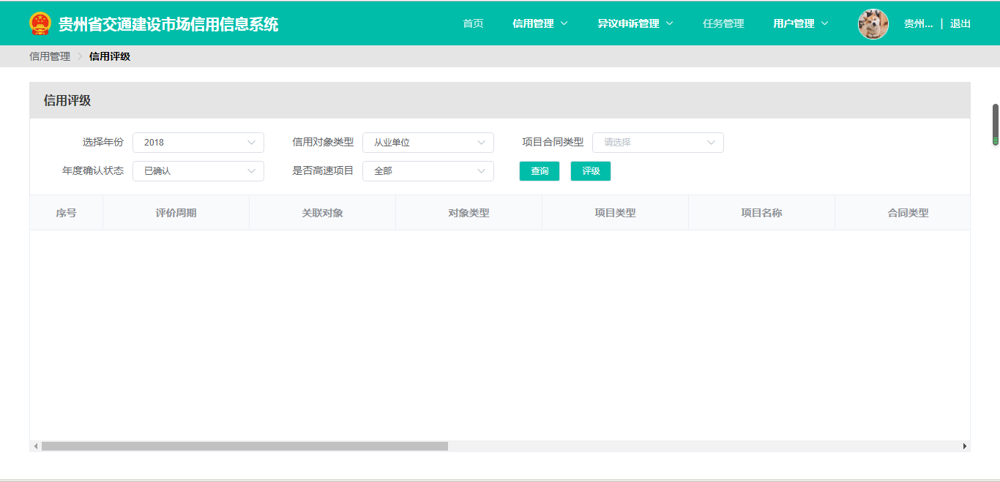 贵州省交通建设市场信用信息系统 首页 信用管理 异议申诉管理 任务管理 用户管理 贵州... | 退出
信用管理 > 信用评级
信用评级
选择年份 2018 信用对象类型 从业单位 项目合同类型 请选择
年度确认状态 已确认 是否高速项目 全部 查询 评级
序号 评价周期 关联对象 对象类型 项目类型 项目名称 合同类型